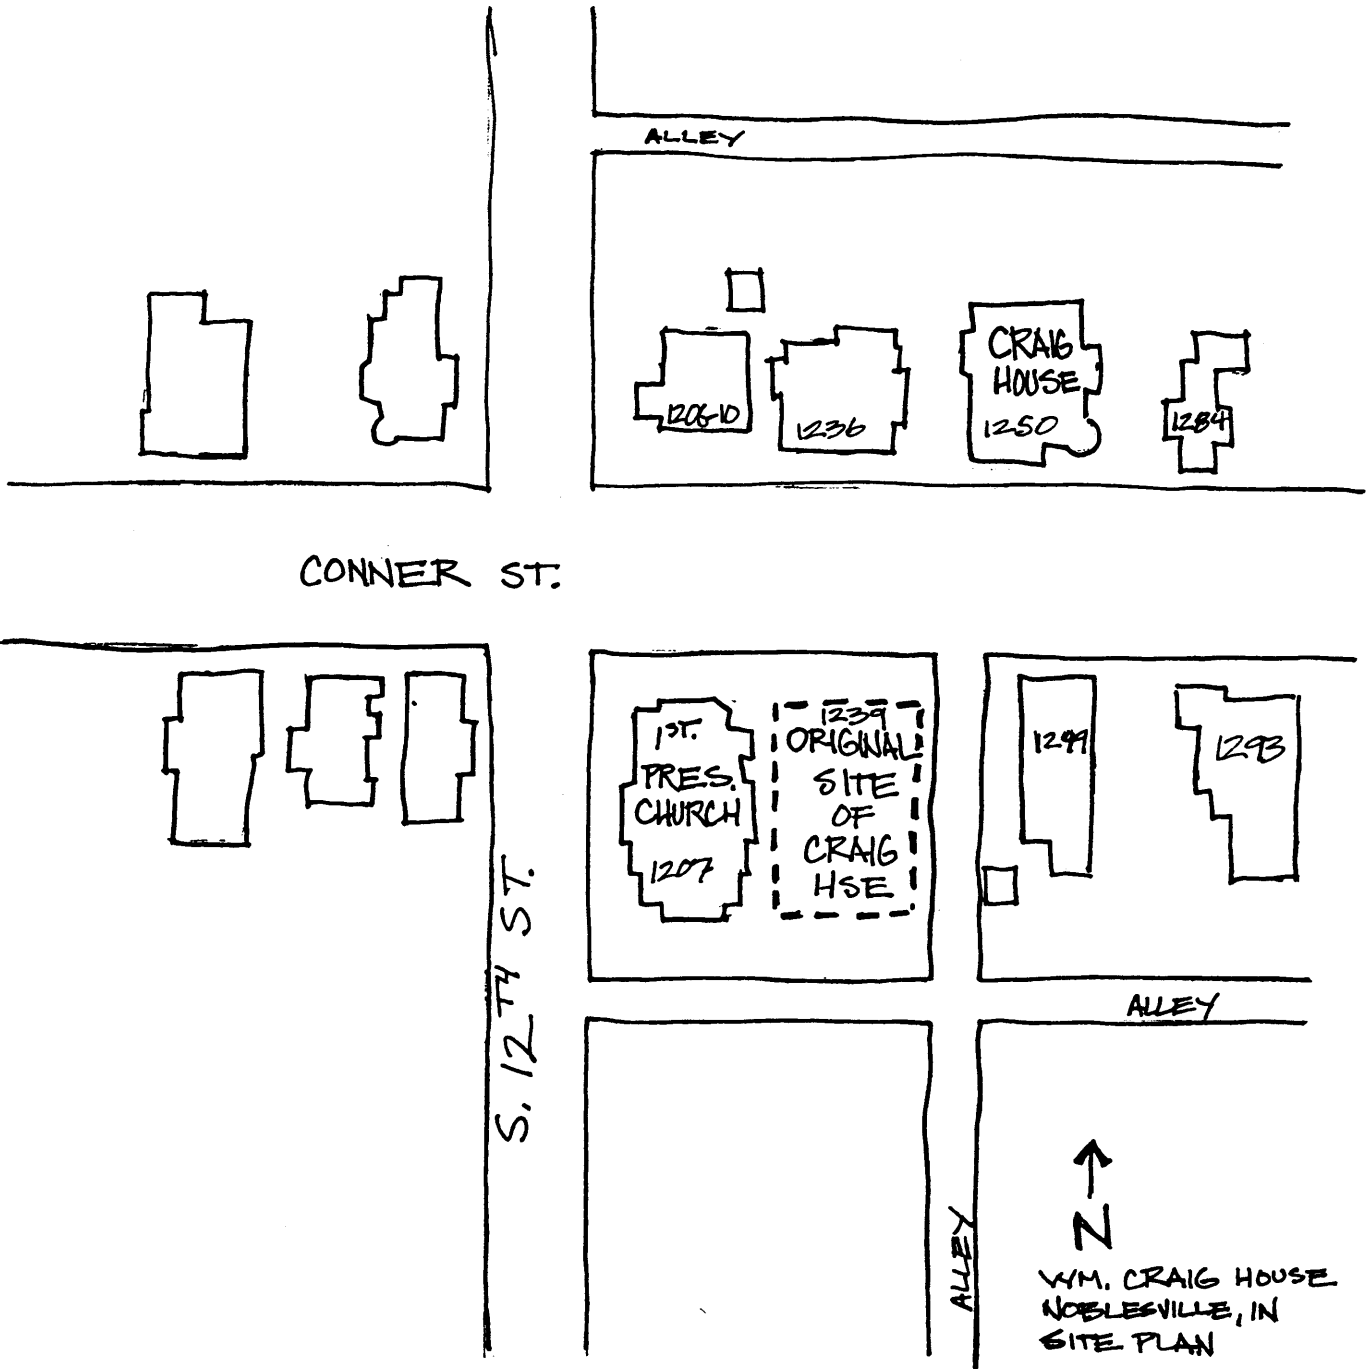 ALLEY
CRAIG
HOUSE
1250
1206-10
1236
1284
CONNER ST.
1ST.
PRES.
CHURCH
1207
1239
ORIGINAL
SITE
OF
CRAIG
HSE
1299
1293
S. 12TH ST.
ALLEY
ALLEY
N
WM. CRAIG HOUSE
NOBLESVILLE, IN
SITE PLAN